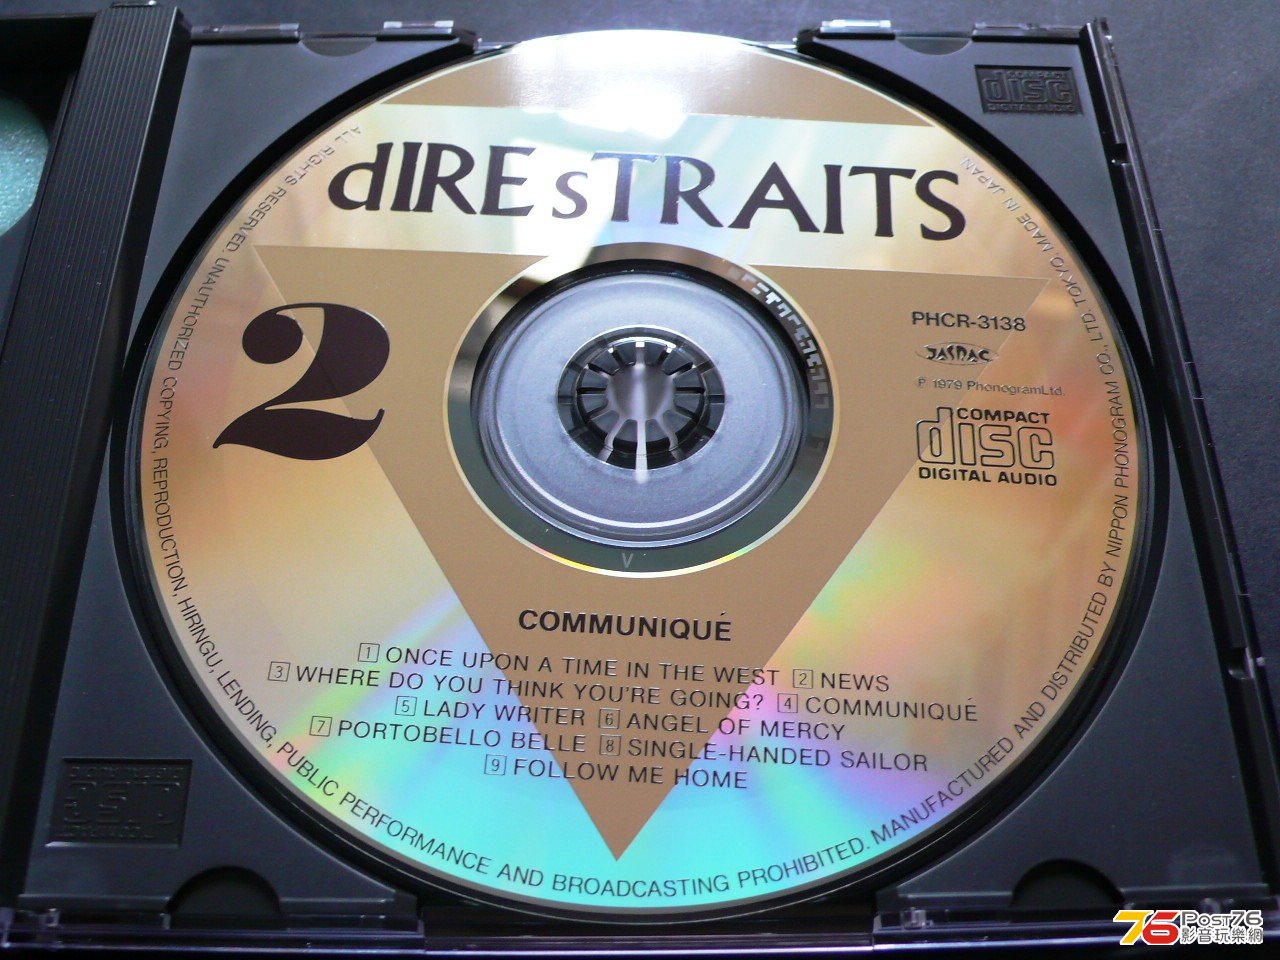 dIRE sTRAITS
2
PHCR-3138
JASRAC
P 1979 Phonogram Ltd.
COMPACT
disc
DIGITAL AUDIO
COMMUNIQUÉ
1 ONCE UPON A TIME IN THE WEST 2 NEWS
3 WHERE DO YOU THINK YOU'RE GOING? 4 COMMUNIQUÉ
5 LADY WRITER 6 ANGEL OF MERCY
7 PORTOBELLO BELLE 8 SINGLE-HANDED SAILOR
9 FOLLOW ME HOME
ALL RIGHTS RESERVED. UNAUTHORIZED COPYING, REPRODUCTION, HIRINGU, LENDING, PUBLIC PERFORMANCE AND BROADCASTING PROHIBITED. MANUFACTURED AND DISTRIBUTED BY NIPPON PHONOGRAM CO., LTD. TOKYO. MADE IN JAPAN.
V
COMPACT
disc
DIGITAL AUDIO
76 Post76
影音玩樂網